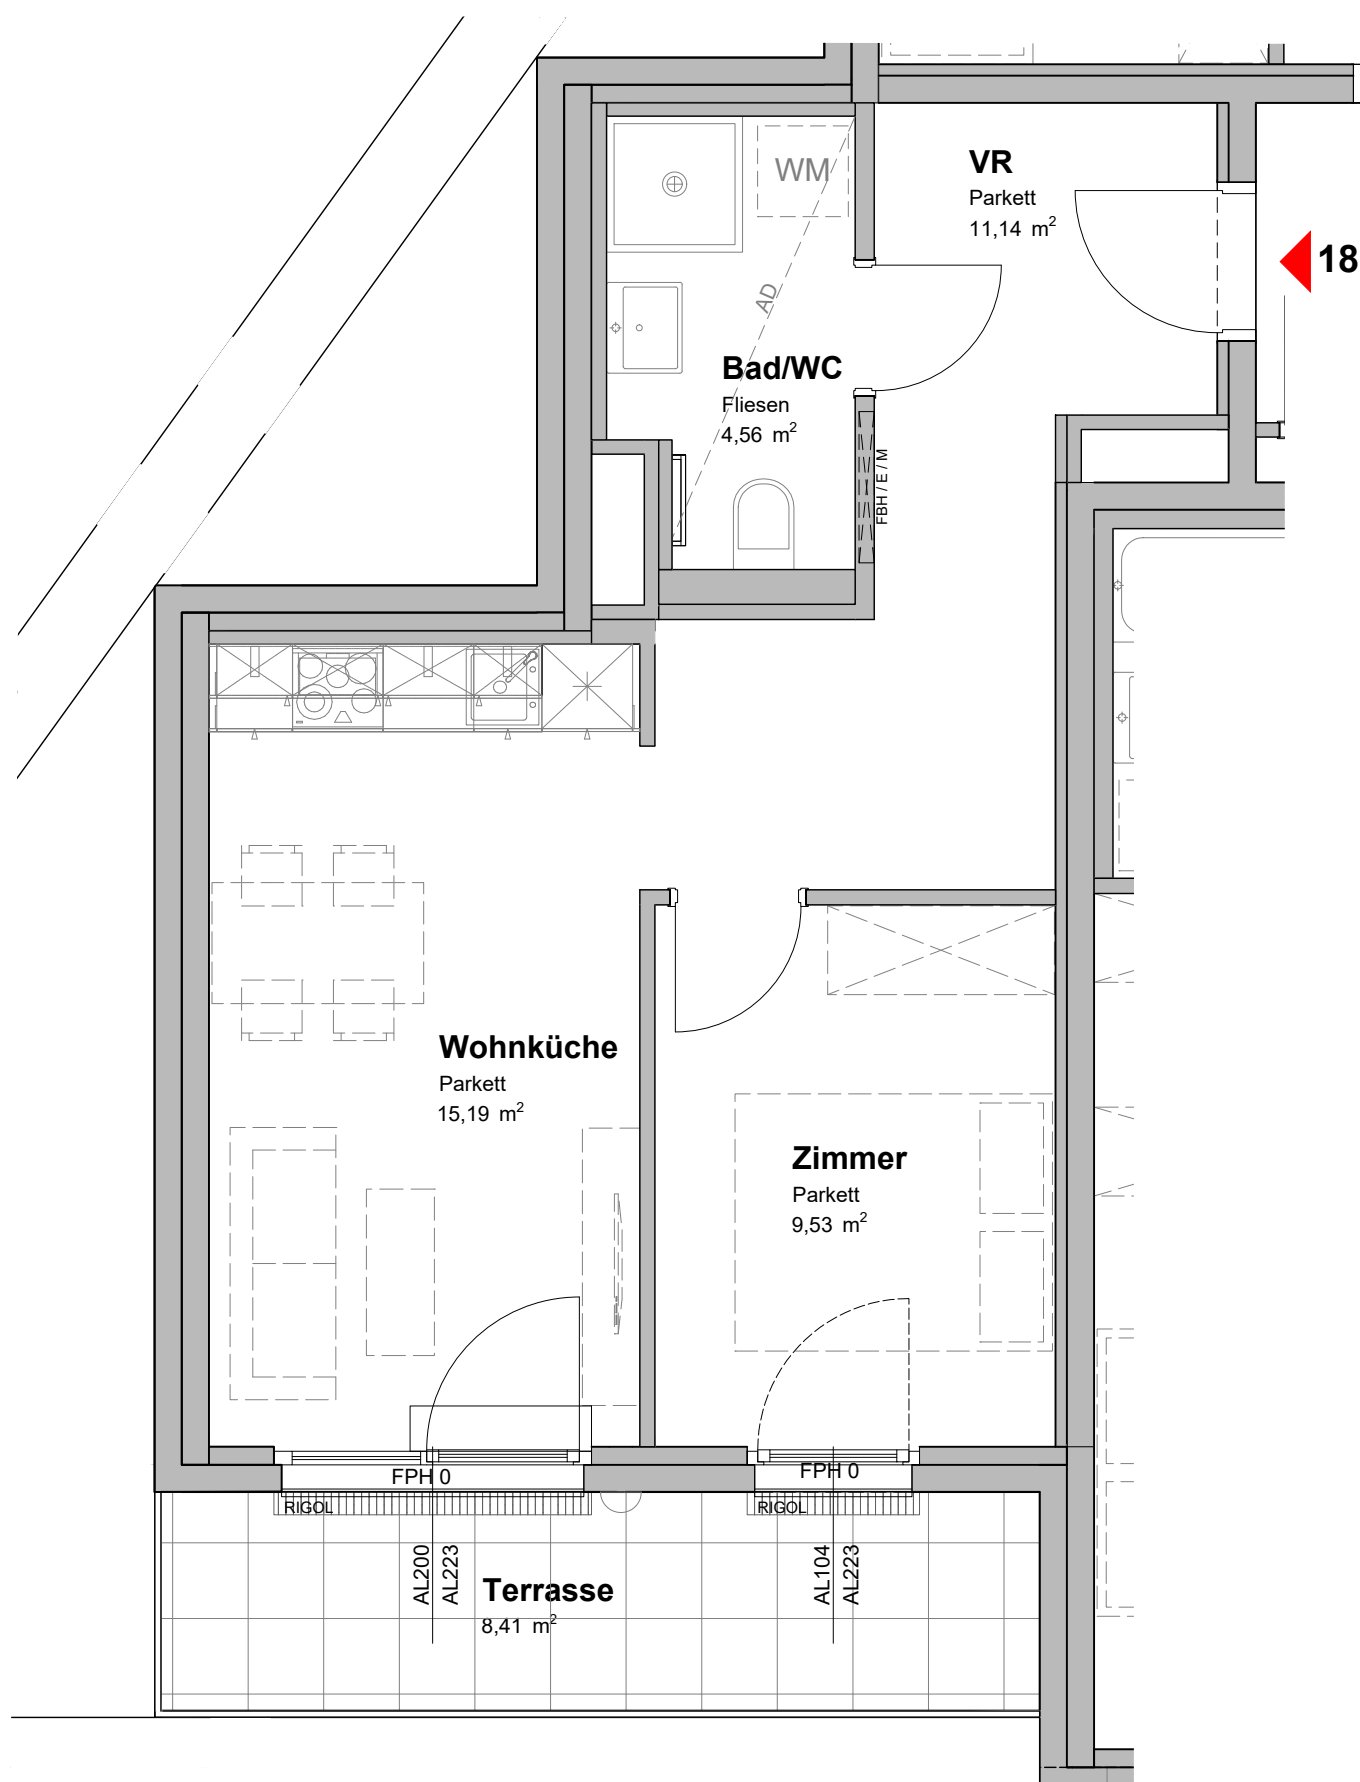 VR
Parkett
11,14 m²
WM
18
AD
Bad/WC
Fliesen
4,56 m²
FBH / E / M
Wohnküche
Parkett
15,19 m²
Zimmer
Parkett
9,53 m²
FPH 0
FPH 0
RIGOL
RIGOL
AL200
AL223
AL104
AL223
Terrasse
8,41 m²